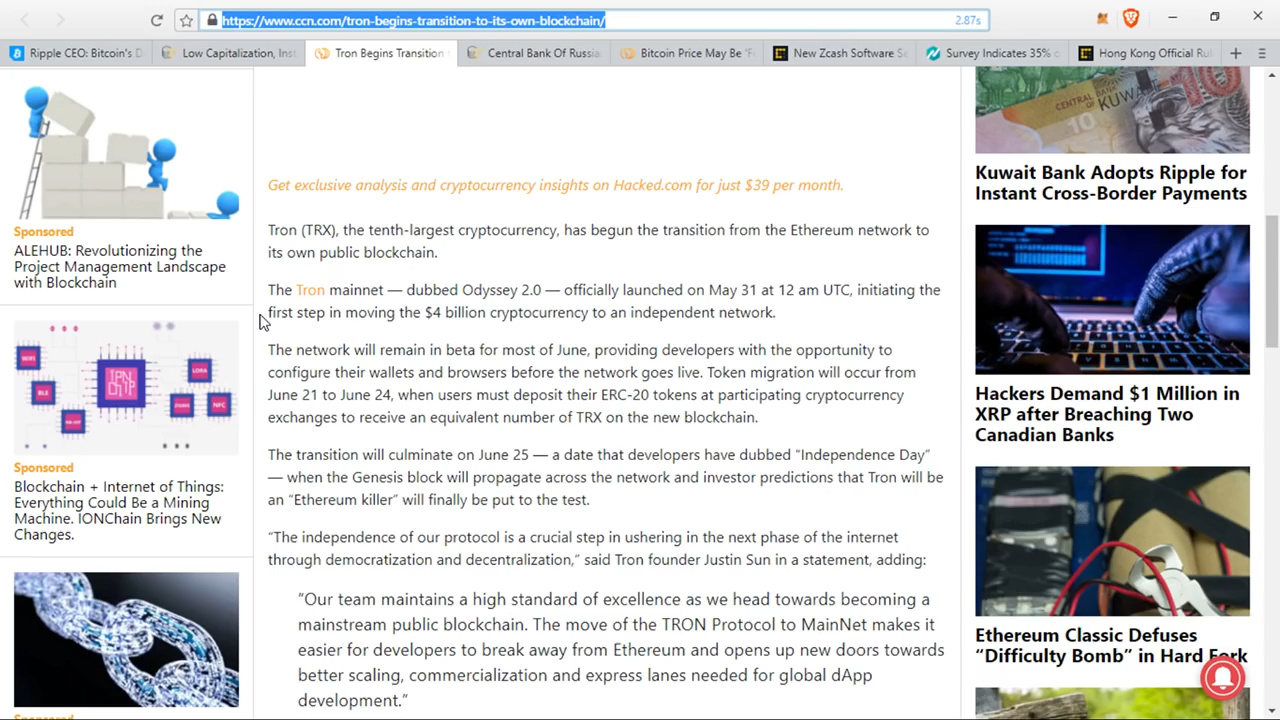 https://www.ccn.com/tron-begins-transition-to-its-own-blockchain/
2.87s
Ripple CEO: Bitcoin's D
Low Capitalization, Inst
Tron Begins Transition
Central Bank Of Russia
Bitcoin Price May Be "F
New Zcash Software Se
Survey Indicates 35% o
Hong Kong Official Rul
Sponsored
ALEHUB: Revolutionizing the
Project Management Landscape
with Blockchain
Sponsored
Blockchain + Internet of Things:
Everything Could Be a Mining
Machine. IONChain Brings New
Changes.
Sponsored
Get exclusive analysis and cryptocurrency insights on Hacked.com for just $39 per month.
Tron (TRX), the tenth-largest cryptocurrency, has begun the transition from the Ethereum network to
its own public blockchain.
The Tron mainnet — dubbed Odyssey 2.0 — officially launched on May 31 at 12 am UTC, initiating the
first step in moving the $4 billion cryptocurrency to an independent network.
The network will remain in beta for most of June, providing developers with the opportunity to
configure their wallets and browsers before the network goes live. Token migration will occur from
June 21 to June 24, when users must deposit their ERC-20 tokens at participating cryptocurrency
exchanges to receive an equivalent number of TRX on the new blockchain.
The transition will culminate on June 25 — a date that developers have dubbed “Independence Day”
— when the Genesis block will propagate across the network and investor predictions that Tron will be
an “Ethereum killer” will finally be put to the test.
“The independence of our protocol is a crucial step in ushering in the next phase of the internet
through democratization and decentralization,” said Tron founder Justin Sun in a statement, adding:
“Our team maintains a high standard of excellence as we head towards becoming a
mainstream public blockchain. The move of the TRON Protocol to MainNet makes it
easier for developers to break away from Ethereum and opens up new doors towards
better scaling, commercialization and express lanes needed for global dApp
development.”
CENTRAL BANK OF KUWAIT
10
Kuwait Bank Adopts Ripple for
Instant Cross-Border Payments
Hackers Demand $1 Million in
XRP after Breaching Two
Canadian Banks
Ethereum Classic Defuses
“Difficulty Bomb” in Hard Fork